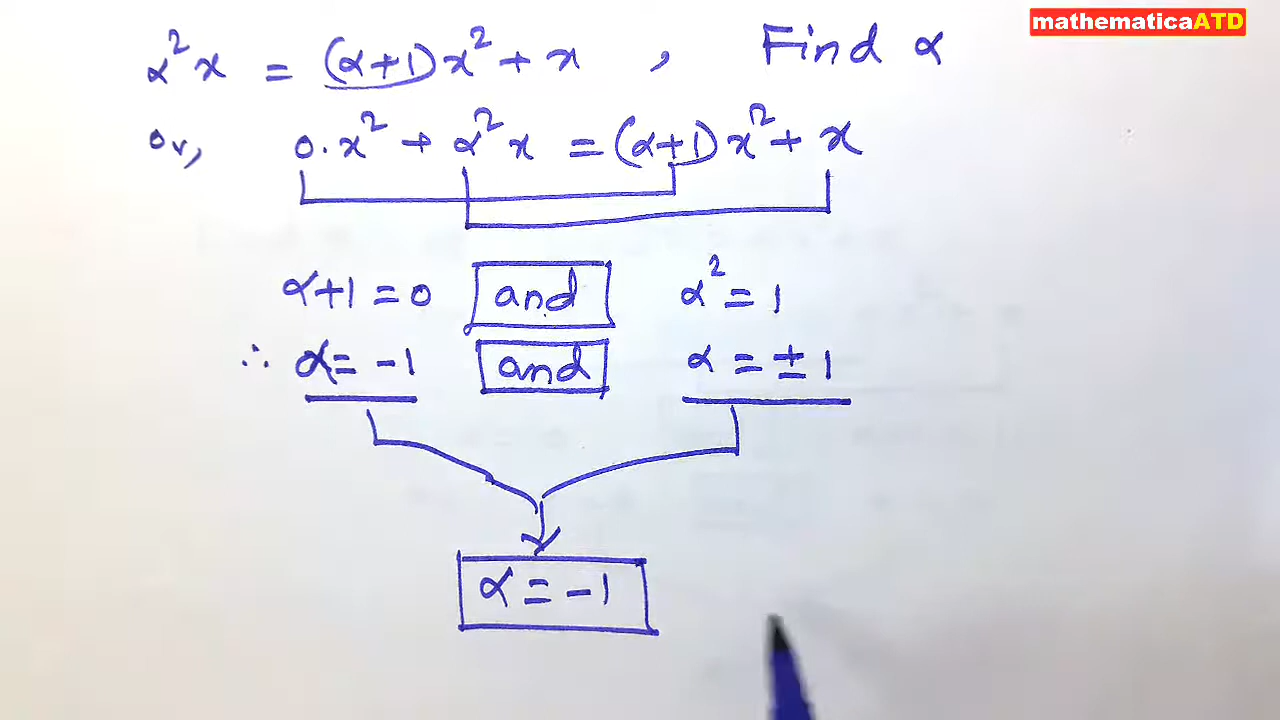 mathematicaATD
α²x = (α+1)x² + x , Find α
Or, 0.x² + α²x = (α+1)x² + x
α+1 = 0 and α² = 1
∴ α = -1 and α = ±1
α = -1